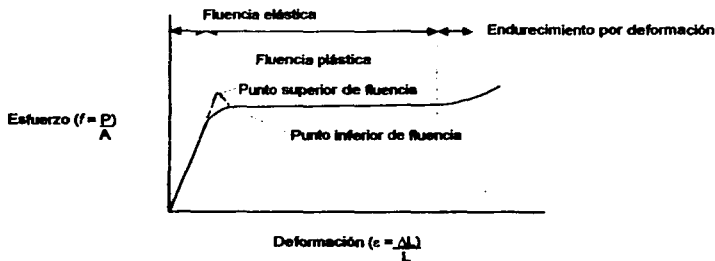 Fluencia elástica
Endurecimiento por deformación
Fluencia plástica
Punto superior de fluencia
Esfuerzo (f = P/A)
Punto inferior de fluencia
Deformación (ε = ΔL/L)